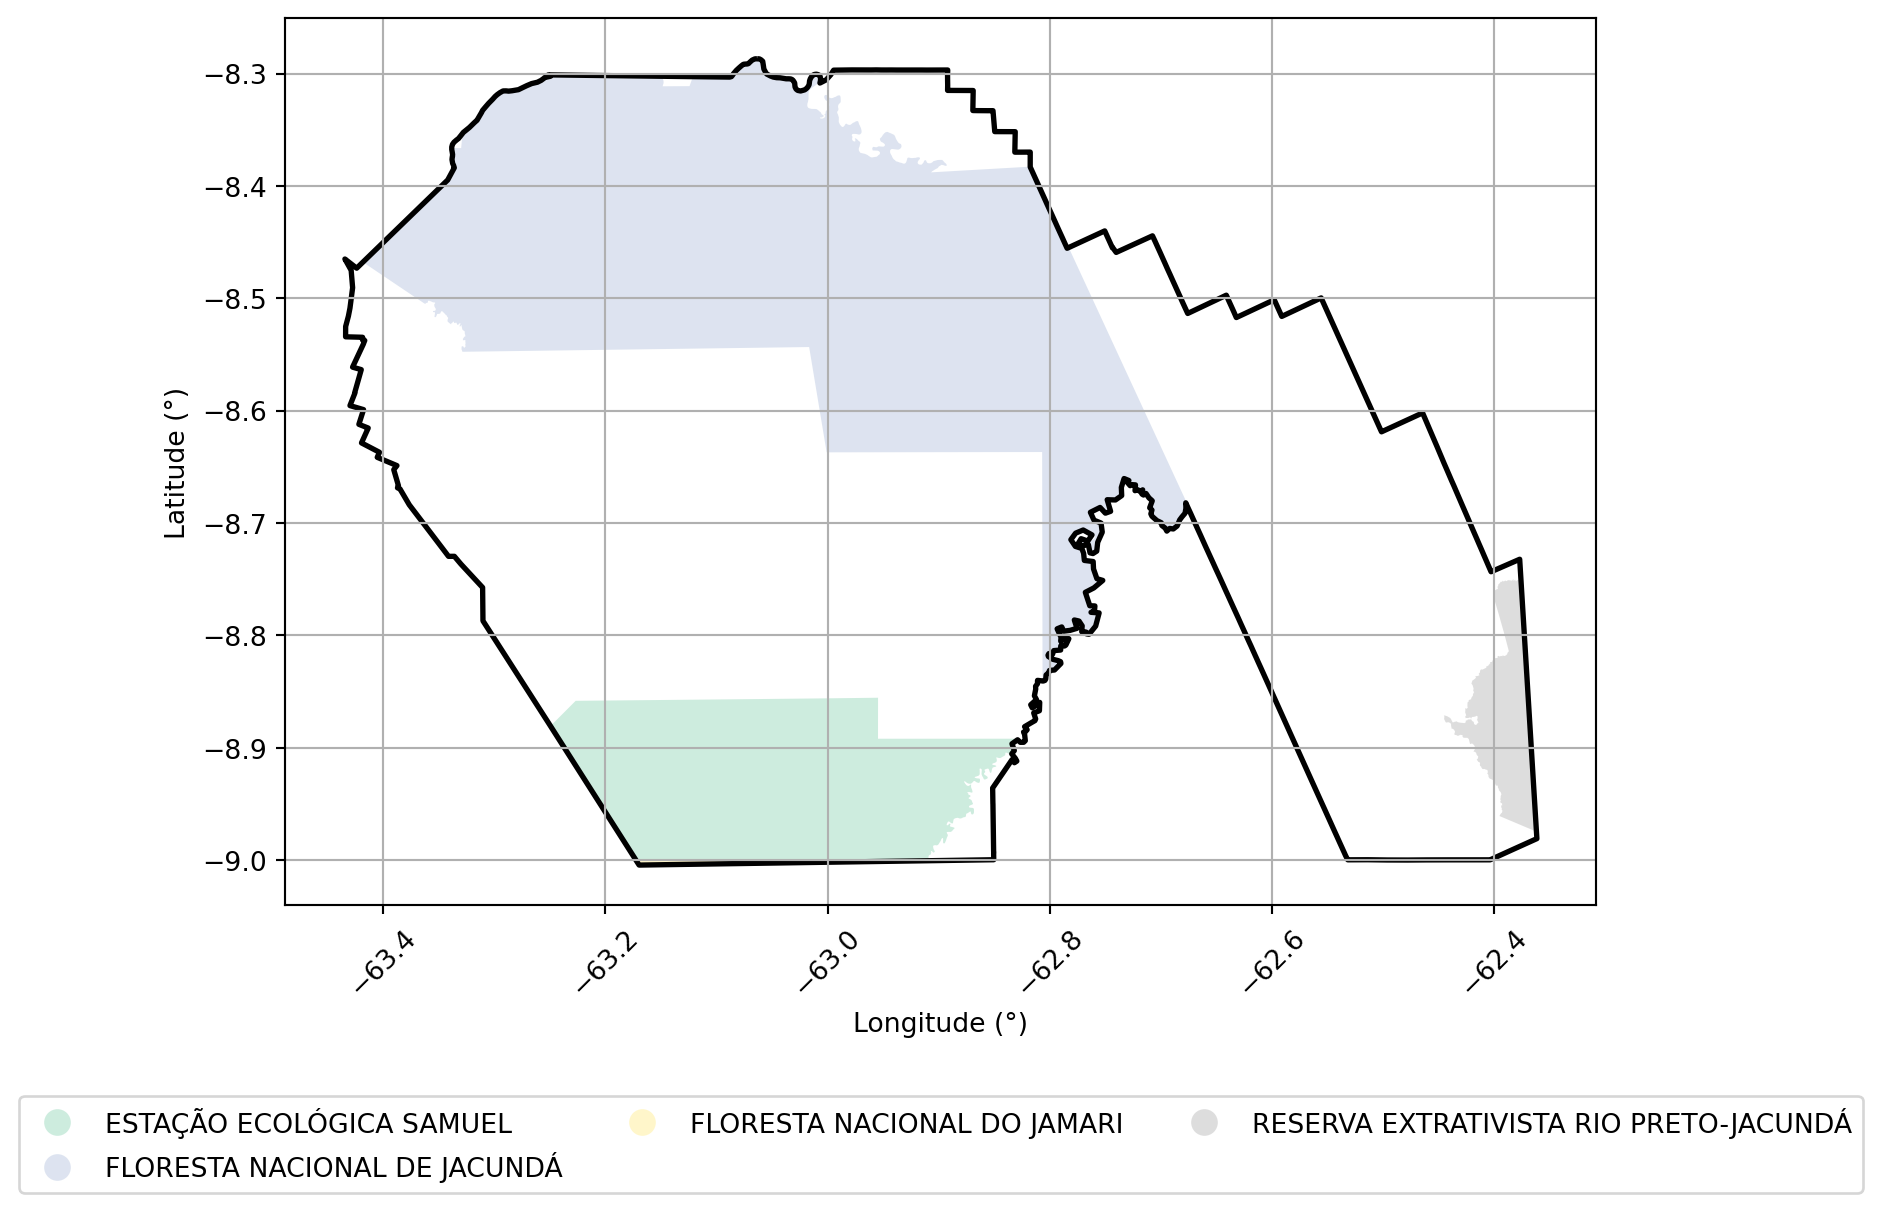 −8.3
−8.4
−8.5
−8.6
−8.7
−8.8
−8.9
−9.0
Latitude (°)
−63.4
−63.2
−63.0
−62.8
−62.6
−62.4
Longitude (°)
ESTAÇÃO ECOLÓGICA SAMUEL
FLORESTA NACIONAL DE JACUNDÁ
FLORESTA NACIONAL DO JAMARI
RESERVA EXTRATIVISTA RIO PRETO-JACUNDÁ